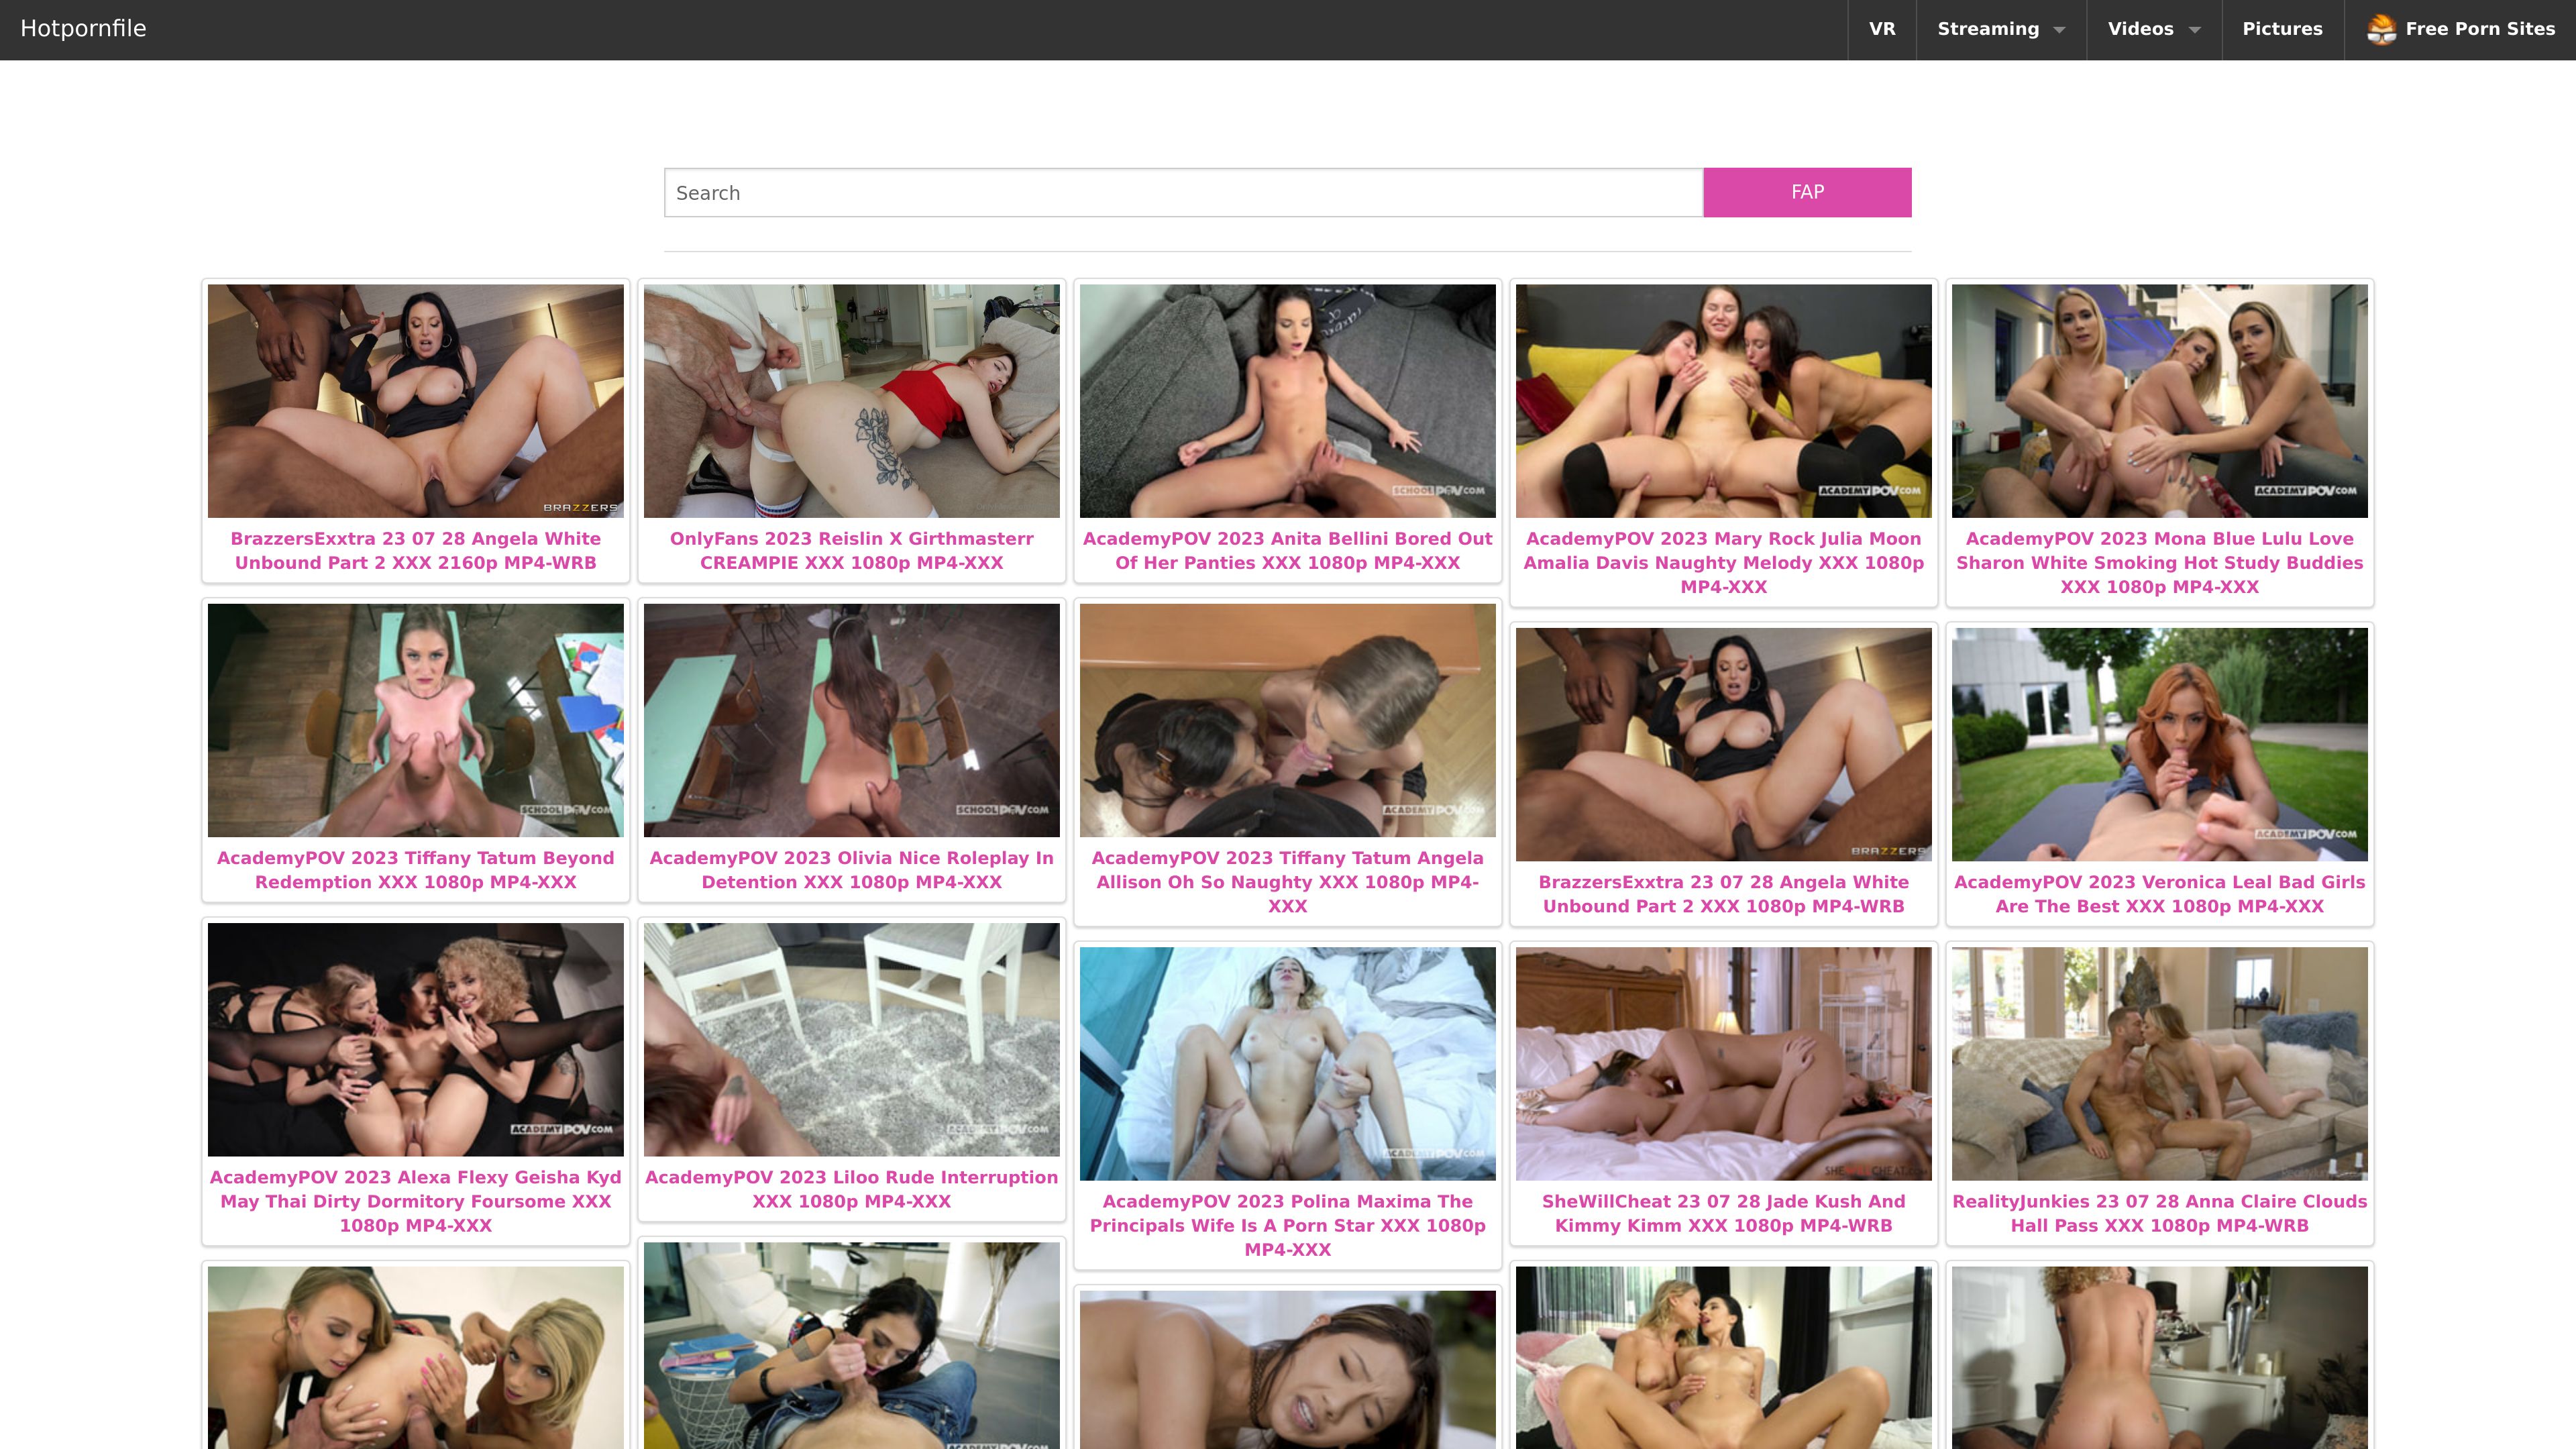 Hotpornfile
VR
Streaming
Videos
Pictures
Free Porn Sites
Search
FAP
BRAZZERS
SCHOOLPOV.COM
ACADEMYPOV.COM
ACADEMYPOV.COM
BrazzersExxtra 23 07 28 Angela White
Unbound Part 2 XXX 2160p MP4-WRB
OnlyFans 2023 Reislin X Girthmasterr
CREAMPIE XXX 1080p MP4-XXX
AcademyPOV 2023 Anita Bellini Bored Out
Of Her Panties XXX 1080p MP4-XXX
AcademyPOV 2023 Mary Rock Julia Moon
Amalia Davis Naughty Melody XXX 1080p
MP4-XXX
AcademyPOV 2023 Mona Blue Lulu Love
Sharon White Smoking Hot Study Buddies
XXX 1080p MP4-XXX
SCHOOLPOV.COM
SCHOOLPOV.COM
ACADEMYPOV.COM
BRAZZERS
ACADEMYPOV.COM
AcademyPOV 2023 Tiffany Tatum Beyond
Redemption XXX 1080p MP4-XXX
AcademyPOV 2023 Olivia Nice Roleplay In
Detention XXX 1080p MP4-XXX
AcademyPOV 2023 Tiffany Tatum Angela
Allison Oh So Naughty XXX 1080p MP4-
XXX
BrazzersExxtra 23 07 28 Angela White
Unbound Part 2 XXX 1080p MP4-WRB
AcademyPOV 2023 Veronica Leal Bad Girls
Are The Best XXX 1080p MP4-XXX
ACADEMYPOV.COM
ACADEMYPOV.COM
ACADEMYPOV.COM
SHEWILLCHEAT.COM
AcademyPOV 2023 Alexa Flexy Geisha Kyd
May Thai Dirty Dormitory Foursome XXX
1080p MP4-XXX
AcademyPOV 2023 Liloo Rude Interruption
XXX 1080p MP4-XXX
AcademyPOV 2023 Polina Maxima The
Principals Wife Is A Porn Star XXX 1080p
MP4-XXX
SheWillCheat 23 07 28 Jade Kush And
Kimmy Kimm XXX 1080p MP4-WRB
RealityJunkies 23 07 28 Anna Claire Clouds
Hall Pass XXX 1080p MP4-WRB